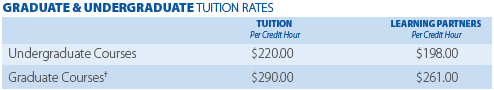 GRADUATE & UNDERGRADUATE TUITION RATES
TUITION LEARNING PARTNERS
Per Credit Hour Per Credit Hour
Undergraduate Courses $220.00 $198.00
Graduate Courses† $290.00 $261.00